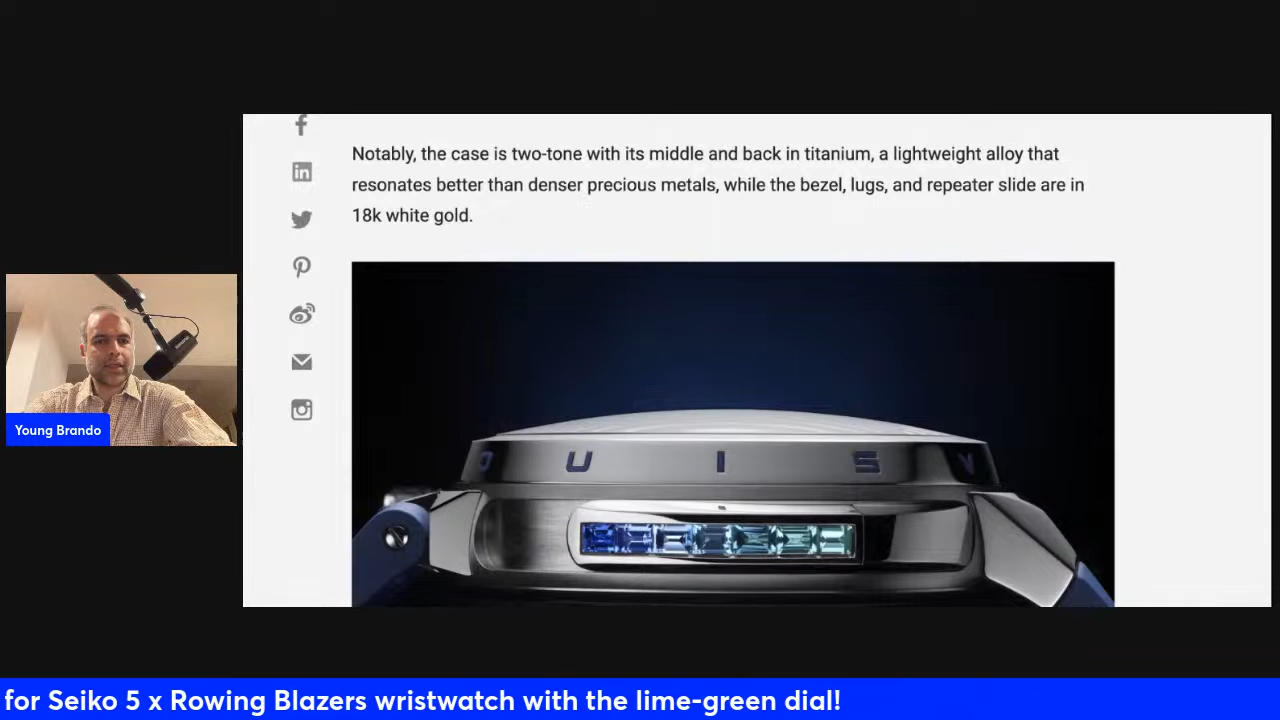 Notably, the case is two-tone with its middle and back in titanium, a lightweight alloy that
resonates better than denser precious metals, while the bezel, lugs, and repeater slide are in
18k white gold.
U I S V
Young Brando
for Seiko 5 x Rowing Blazers wristwatch with the lime-green dial!